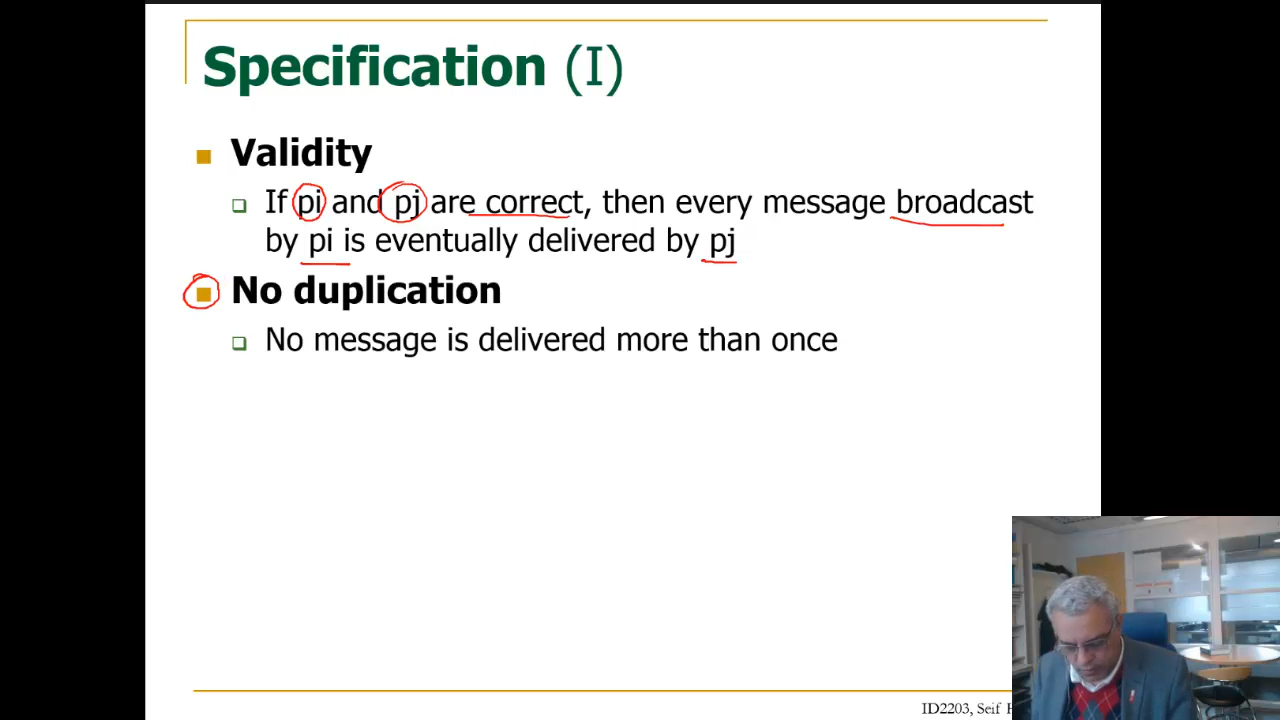 Specification (I)
Validity
If pi and pj are correct, then every message broadcast
by pi is eventually delivered by pj
No duplication
No message is delivered more than once
ID2203, Seif